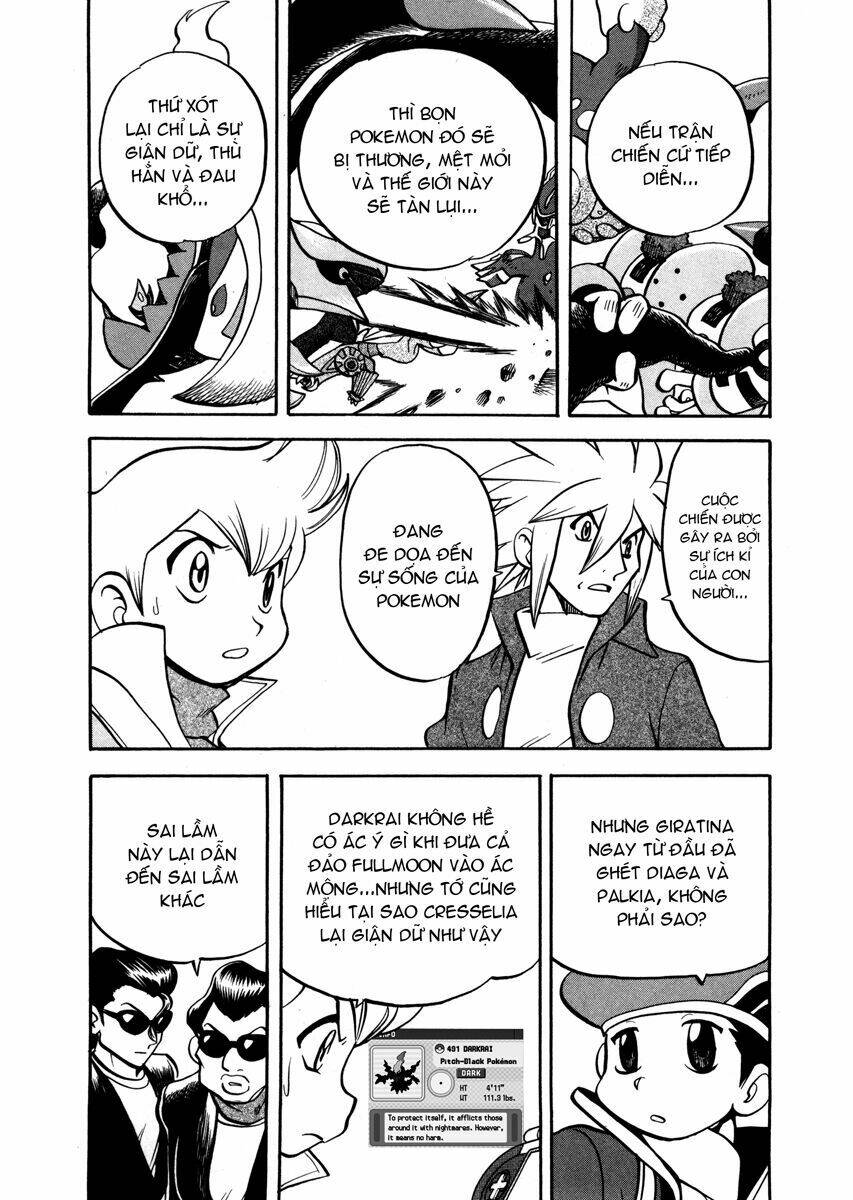 NẾU TRẬN
CHIẾN CỨ TIẾP
DIỄN...
THÌ BỌN
POKEMON ĐÓ SẼ
BỊ THƯƠNG, MỆT MỎI
VÀ THẾ GIỚI NÀY
SẼ TÀN LỤI...
THỨ XÓT
LẠI CHỈ LÀ SỰ
GIẬN DỮ, THÙ
HẮN VÀ ĐAU
KHỔ...
CUỘC
CHIẾN ĐƯỢC
GÂY RA BỞI
SỰ ÍCH KỈ
CỦA CON
NGƯỜI...
ĐANG
ĐE DỌA ĐẾN
SỰ SỐNG CỦA
POKEMON
NHƯNG GIRATINA
NGAY TỪ ĐẦU ĐÃ
GHÉT DIAGA VÀ
PALKIA, KHÔNG
PHẢI SAO?
DARKRAI KHÔNG HỀ
CÓ ÁC Ý GÌ KHI ĐƯA CẢ
ĐẢO FULLMOON VÀO ÁC
MỘNG...NHƯNG TỚ CŨNG
HIỂU TẠI SAO CRESSELIA
LẠI GIẬN DỮ NHƯ VẬY
491 DARKRAI
Pitch-Black Pokémon
DARK
HT 4'11"
WT 111.3 lbs.
To protect itself, it afflicts those
around it with nightmares. However,
it means no harm.
SAI LẦM
NÀY LẠI DẪN
ĐẾN SAI LẦM
KHÁC